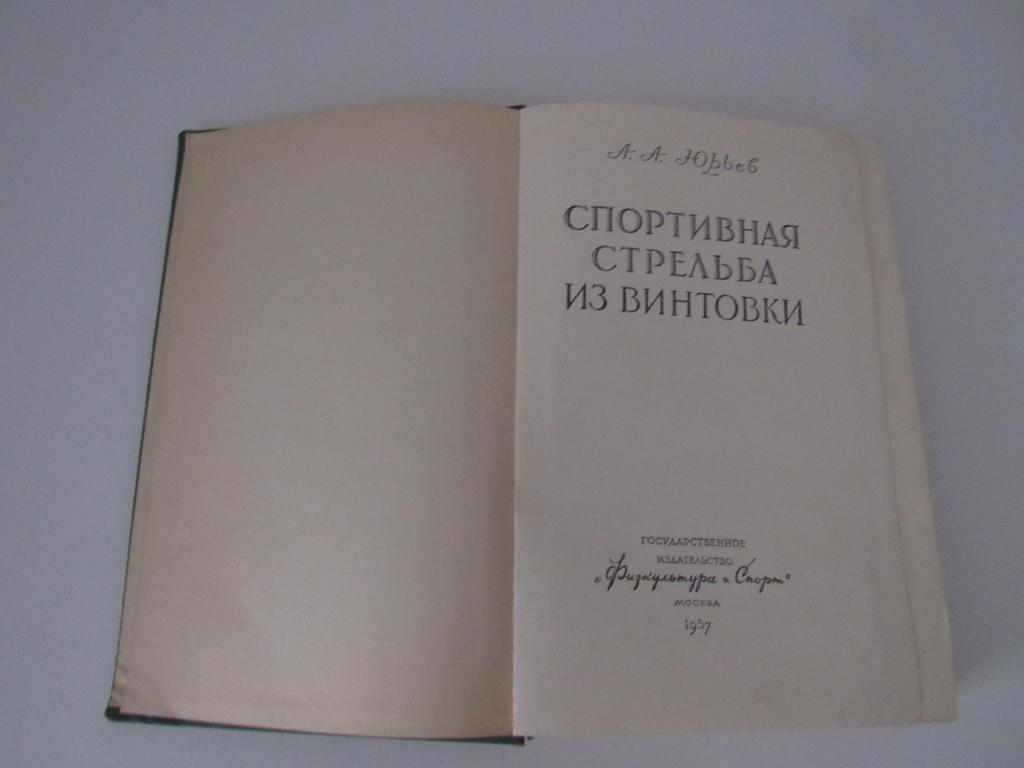 А. А. Юрьев
СПОРТИВНАЯ
СТРЕЛЬБА
ИЗ ВИНТОВКИ
ГОСУДАРСТВЕННОЕ
ИЗДАТЕЛЬСТВО
„Физкультура и Спорт“
МОСКВА
1957